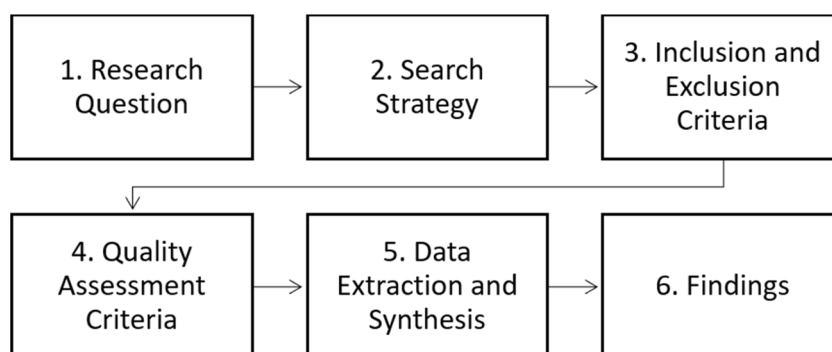 1. Research
Question
2. Search
Strategy
3. Inclusion and
Exclusion
Criteria
4. Quality
Assessment
Criteria
5. Data
Extraction and
Synthesis
6. Findings